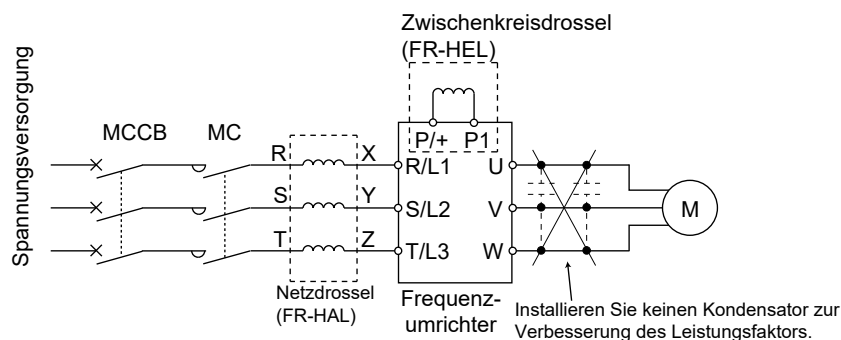 Zwischenkreisdrossel
(FR-HEL)
Spannungsversorgung
MCCB
MC
P/+
P1
R
X
R/L1
U
S
Y
S/L2
V
M
T
Z
T/L3
W
Netzdrossel
(FR-HAL)
Frequenz-
umrichter
Installieren Sie keinen Kondensator zur
Verbesserung des Leistungsfaktors.